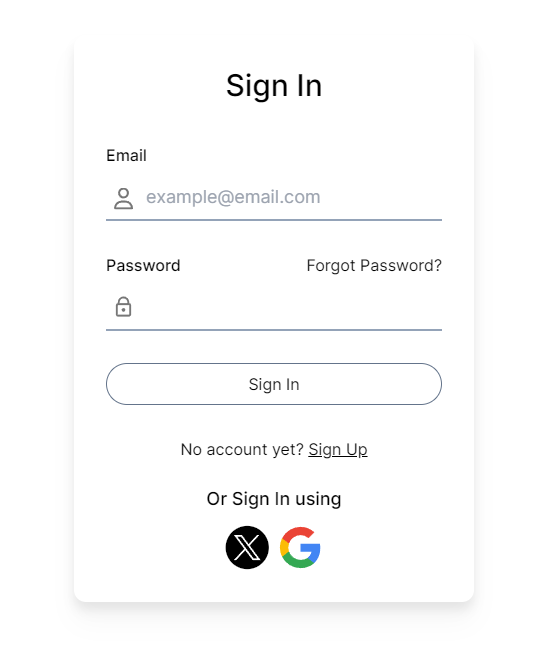 Sign In
Email
example@email.com
Password Forgot Password?
Sign In
No account yet? Sign Up
Or Sign In using